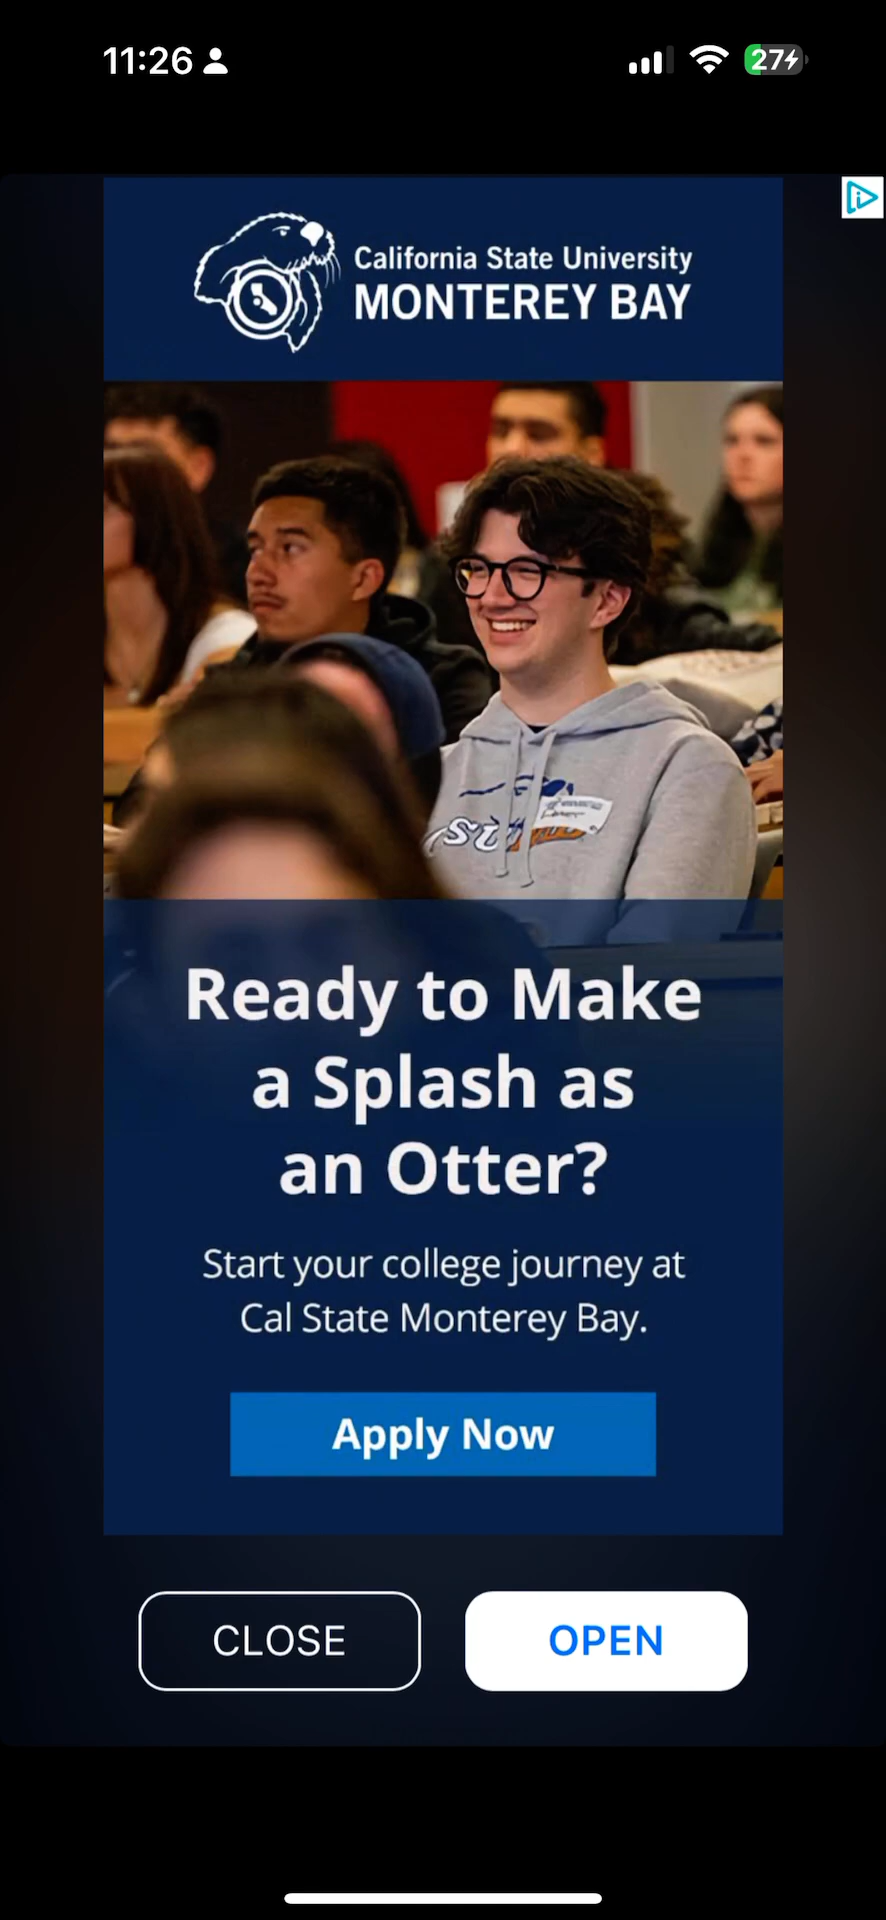 11:26
27
California State University
MONTEREY BAY
Ready to Make
a Splash as
an Otter?
Start your college journey at
Cal State Monterey Bay.
Apply Now
CLOSE
OPEN